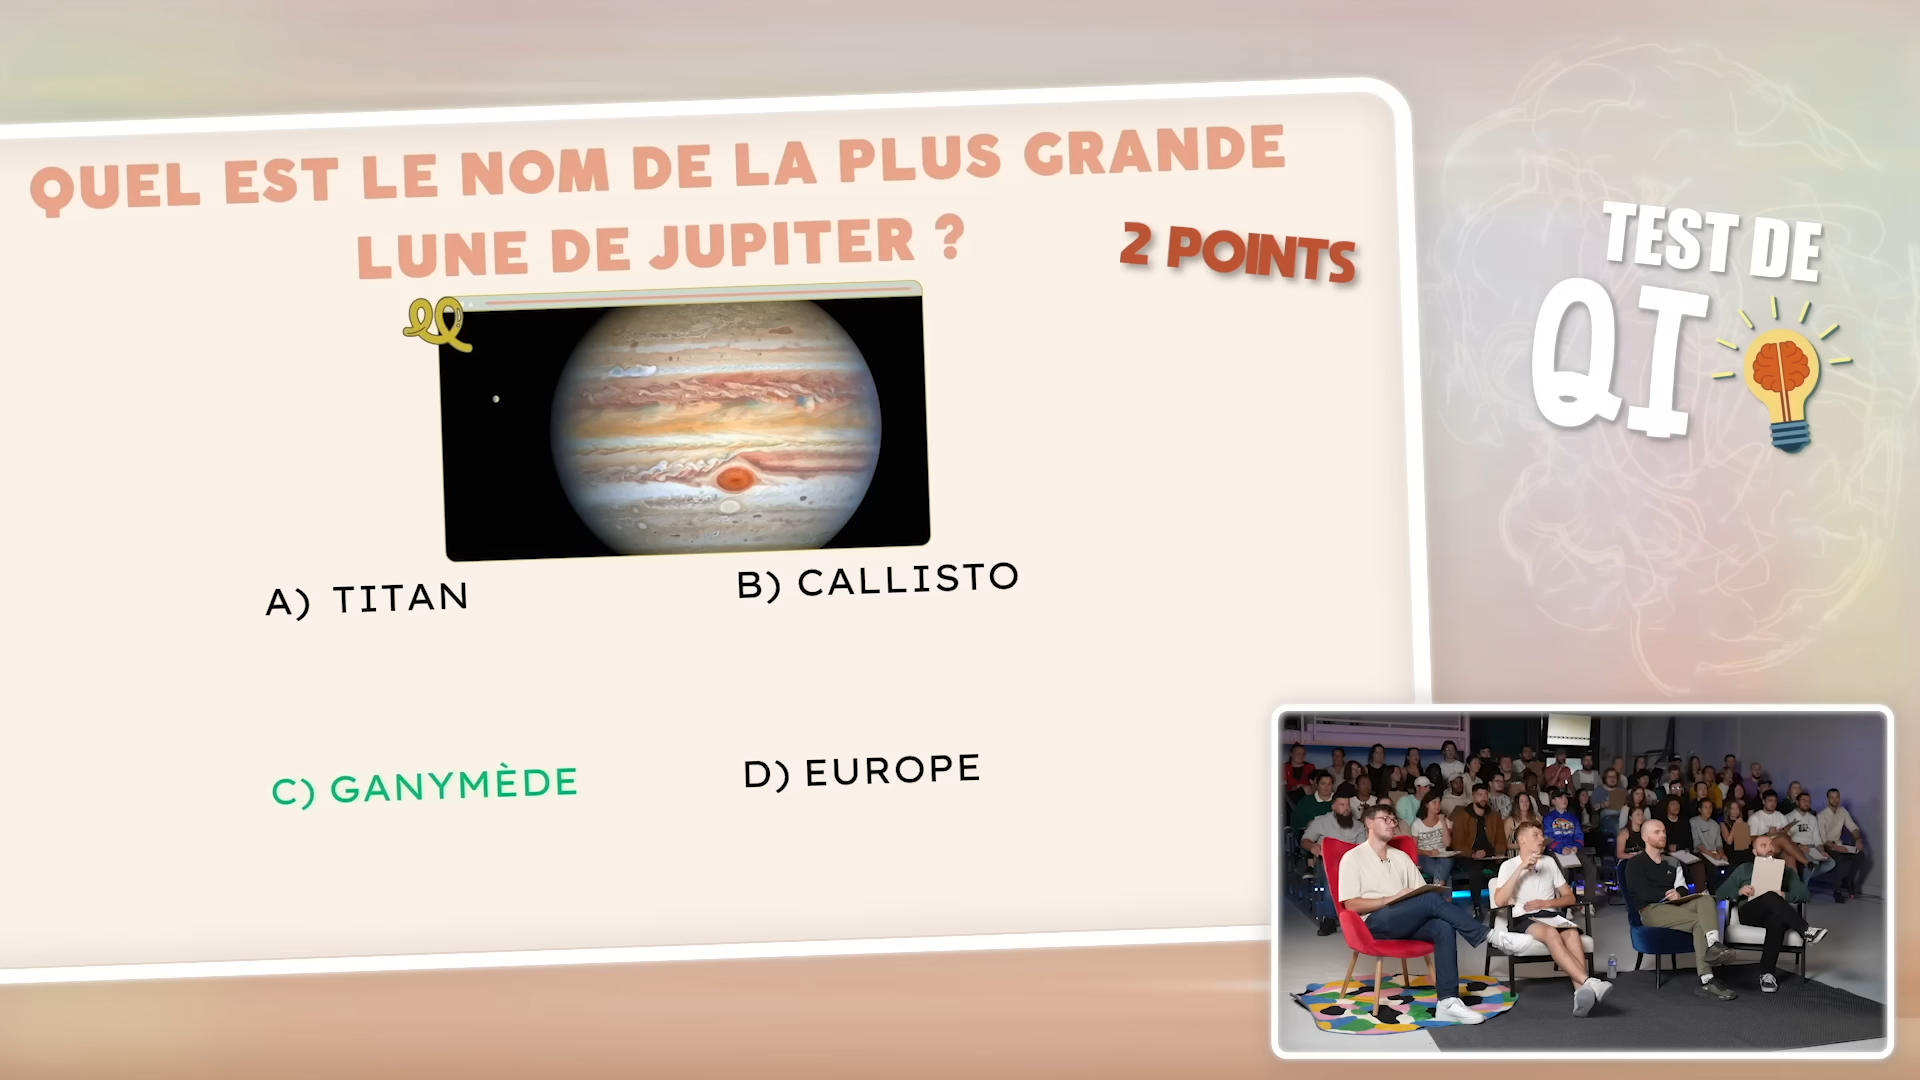 QUEL EST LE NOM DE LA PLUS GRANDE
LUNE DE JUPITER ?
2 POINTS
A) TITAN
B) CALLISTO
C) GANYMÈDE
D) EUROPE
TEST DE
QI